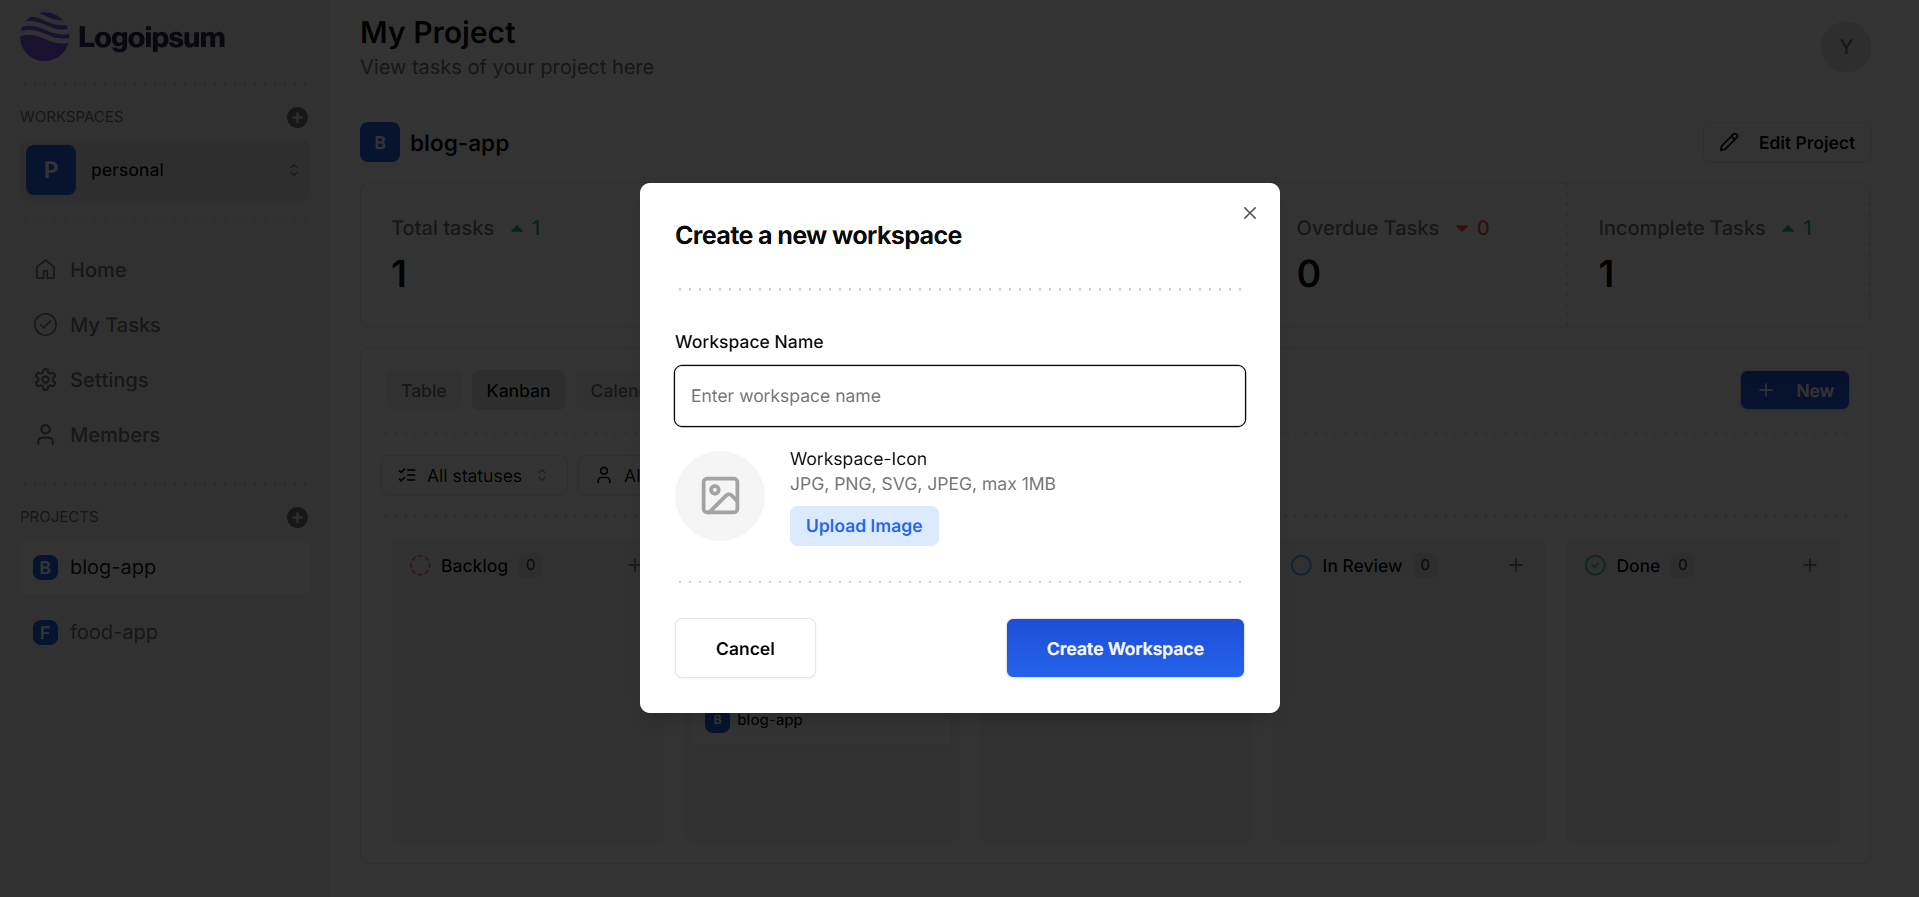 Logoipsum
My Project
View tasks of your project here
Y
WORKSPACES
P personal
Home
My Tasks
Settings
Members
PROJECTS
B blog-app
F food-app
B blog-app
Edit Project
Total tasks 1
1
Overdue Tasks 0
0
Incomplete Tasks 1
1
Table Kanban Calen
New
All statuses
Al
Backlog 0
In Review 0
Done 0
B blog-app
Create a new workspace
Workspace Name
Enter workspace name
Workspace-Icon
JPG, PNG, SVG, JPEG, max 1MB
Upload Image
Cancel
Create Workspace